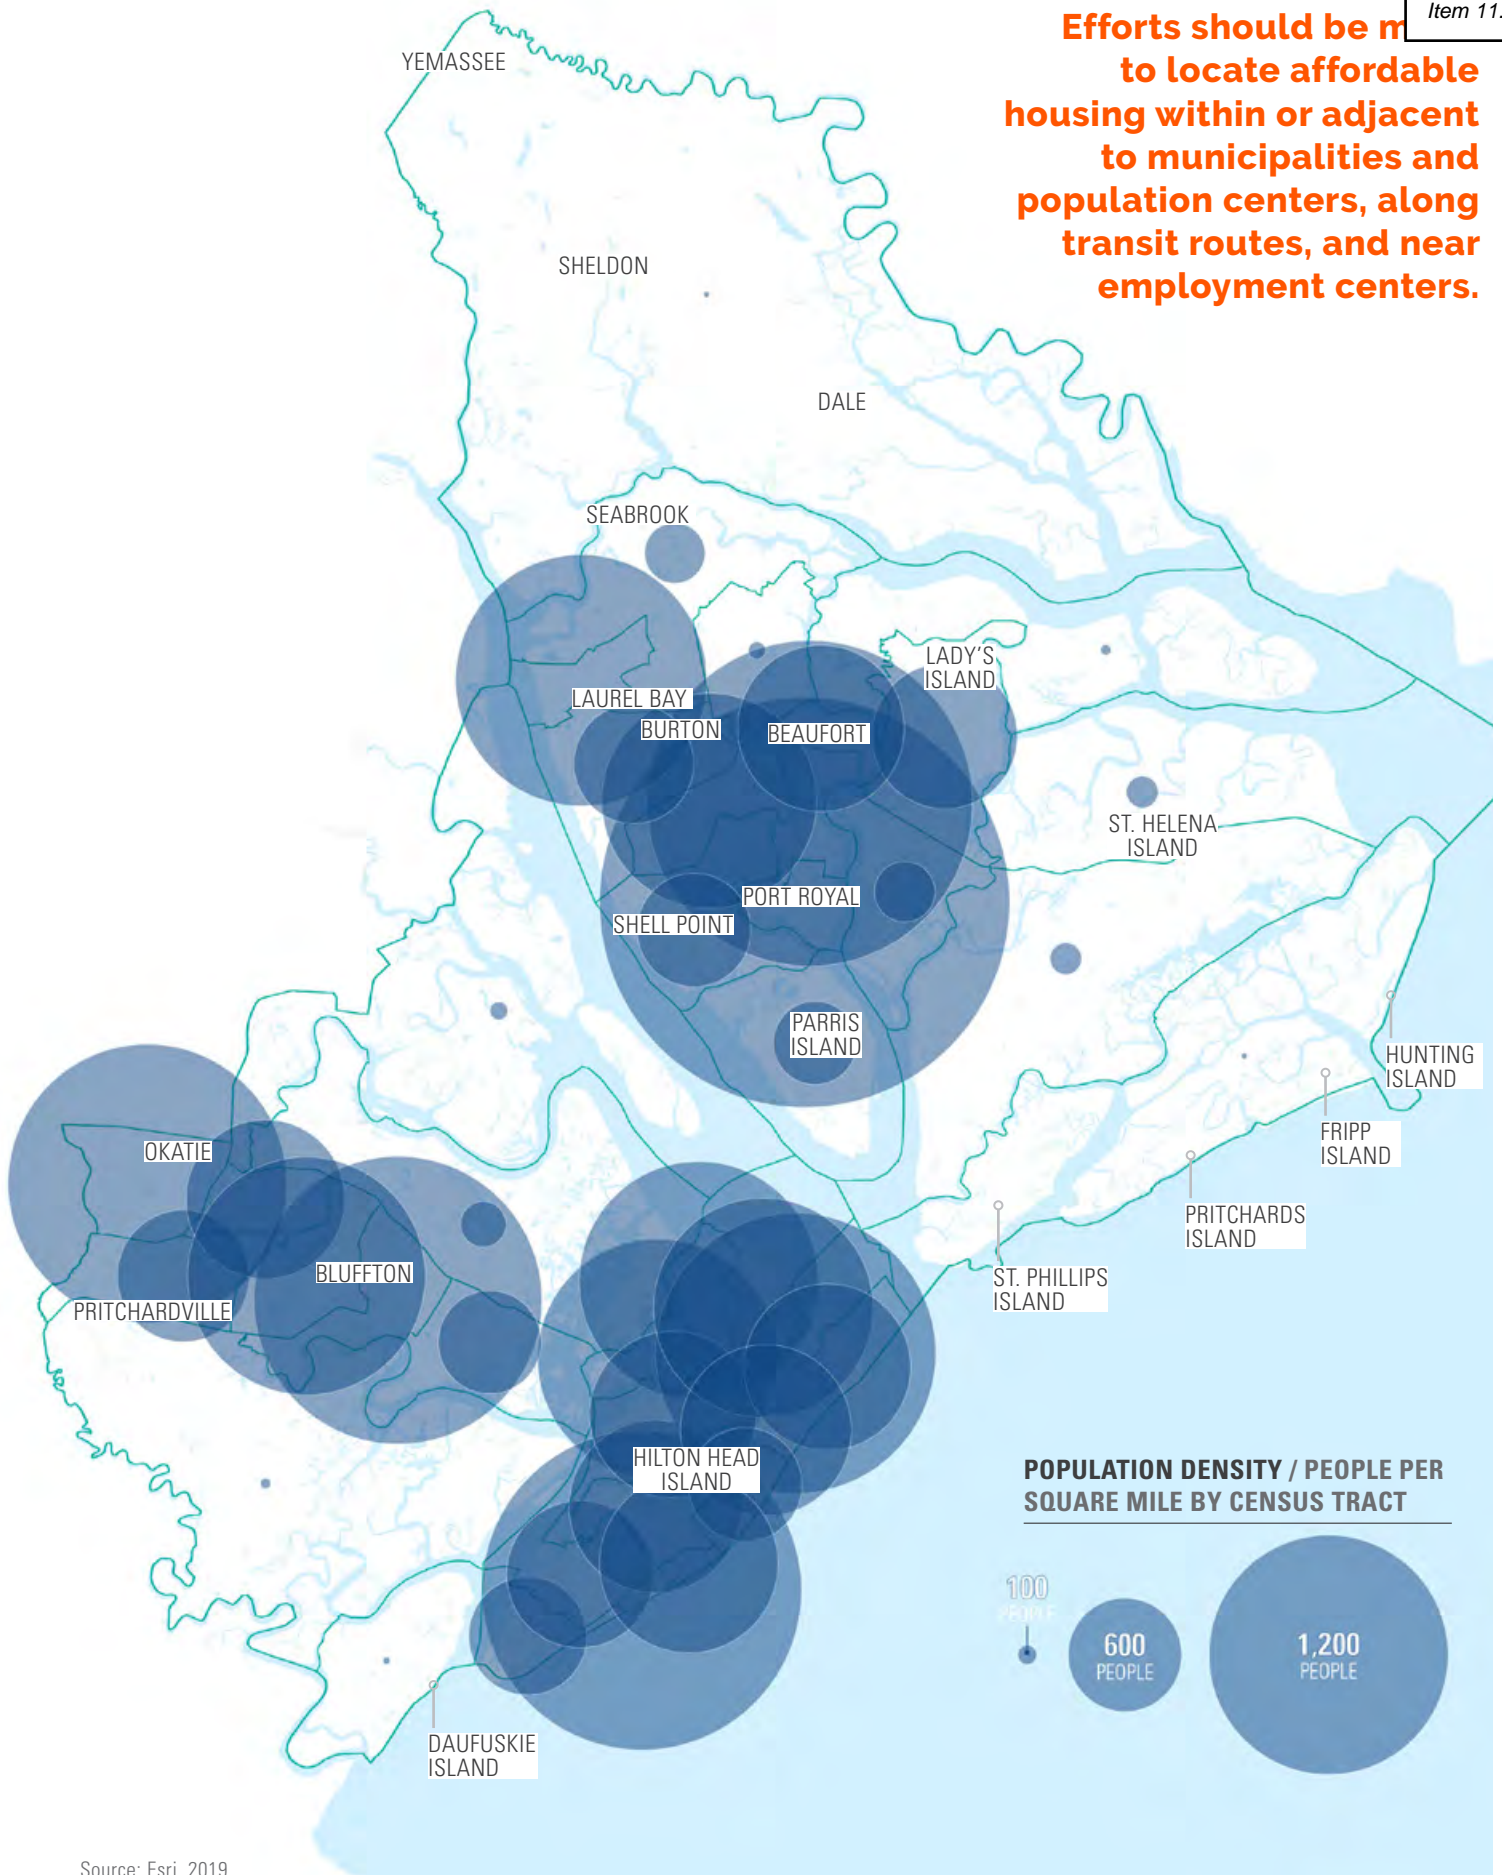 Item 11.
Efforts should be m
to locate affordable
housing within or adjacent
to municipalities and
population centers, along
transit routes, and near
employment centers.
YEMASSEE
SHELDON
DALE
SEABROOK
LADY'S
ISLAND
LAUREL BAY
BURTON
BEAUFORT
ST. HELENA
ISLAND
PORT ROYAL
SHELL POINT
PARRIS
ISLAND
HUNTING
ISLAND
FRIPP
ISLAND
OKATIE
PRITCHARDS
ISLAND
BLUFFTON
ST. PHILLIPS
ISLAND
PRITCHARDVILLE
HILTON HEAD
ISLAND
DAUFUSKIE
ISLAND
POPULATION DENSITY / PEOPLE PER
SQUARE MILE BY CENSUS TRACT
100
PEOPLE
600
PEOPLE
1,200
PEOPLE
Source: Esri, 2019